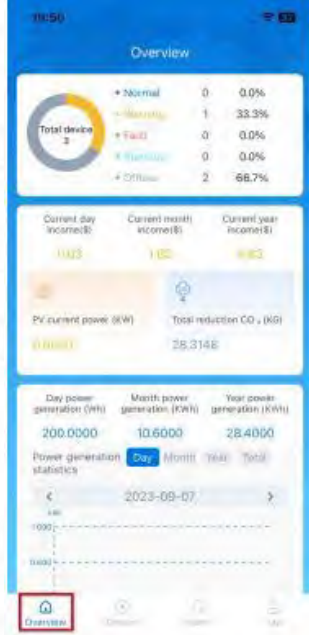 19:50
Overview
Total device
3
Normal 0 0.0%
Warning 1 33.3%
Fault 0 0.0%
Standby 0 0.0%
Offline 2 66.7%
Current day income($) Current month income($) Current year income($)
PV current power (KW)
Total reduction CO₂ (KG)
28.3148
Day power generation (Wh) Month power generation (KWh) Year power generation (KWh)
200.0000 10.6000 28.4000
Power generation statistics Day Month Year Total
< 2023-09-07 >
Overview